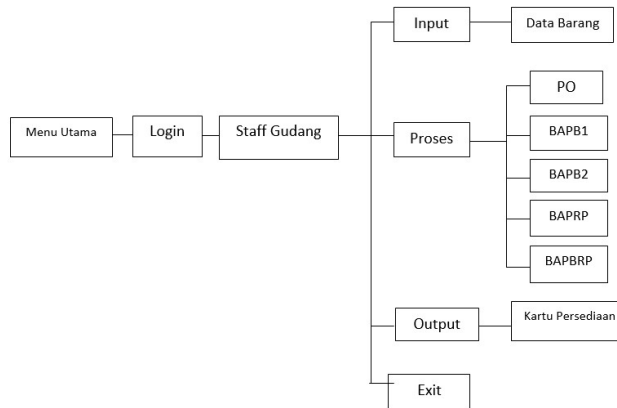 Menu Utama
Login
Staff Gudang
Input
Data Barang
Proses
PO
BAPB1
BAPB2
BAPRP
BAPBRP
Output
Kartu Persediaan
Exit